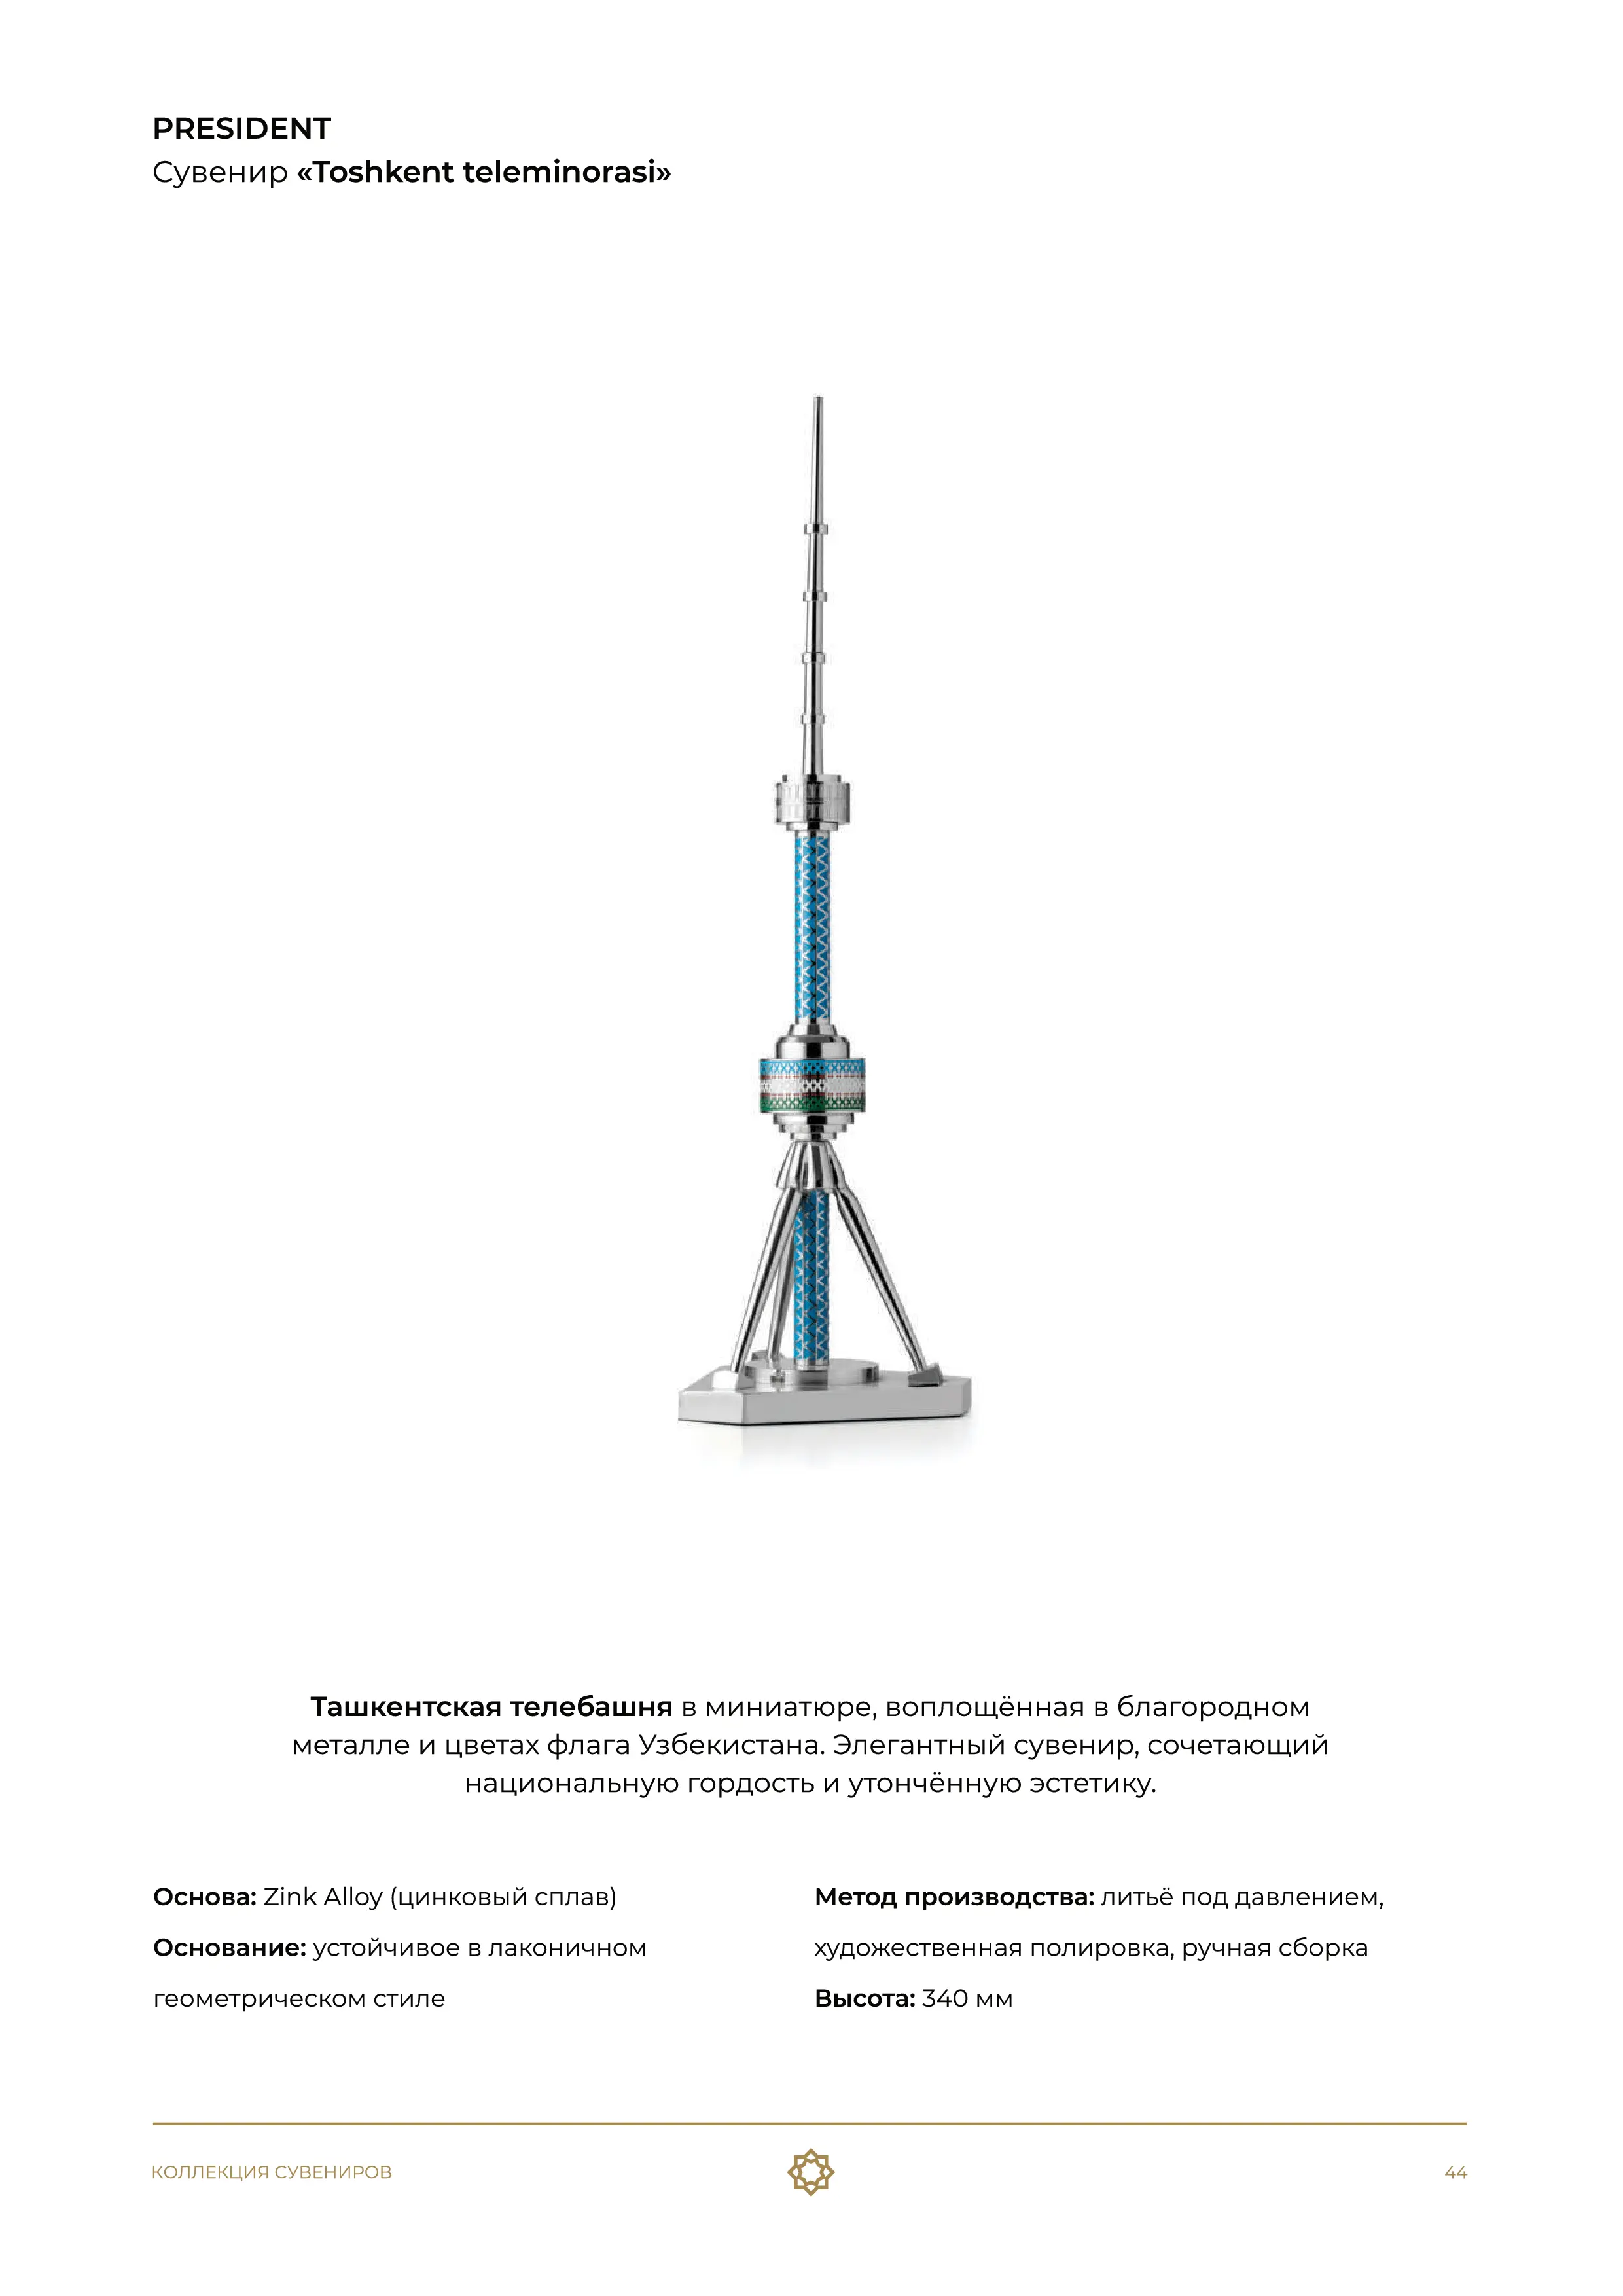 PRESIDENT
Сувенир «Toshkent teleminorasi»
Ташкентская телебашня в миниатюре, воплощённая в благородном
металле и цветах флага Узбекистана. Элегантный сувенир, сочетающий
национальную гордость и утончённую эстетику.
Основа: Zink Alloy (цинковый сплав)
Основание: устойчивое в лаконичном
геометрическом стиле
Метод производства: литьё под давлением,
художественная полировка, ручная сборка
Высота: 340 мм
КОЛЛЕКЦИЯ СУВЕНИРОВ
44